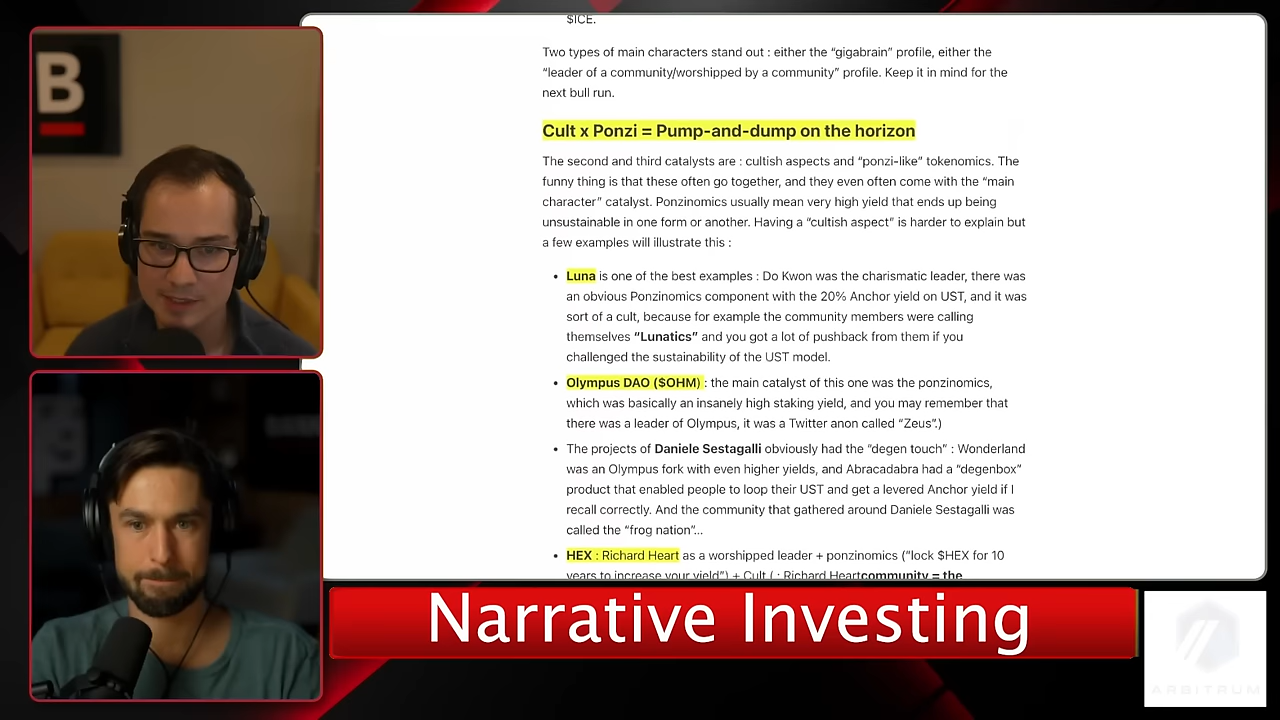 $ICE.
Two types of main characters stand out : either the “gigabrain” profile, either the
“leader of a community/worshipped by a community” profile. Keep it in mind for the
next bull run.
Cult x Ponzi = Pump-and-dump on the horizon
The second and third catalysts are : cultish aspects and “ponzi-like” tokenomics. The
funny thing is that these often go together, and they even often come with the “main
character” catalyst. Ponzinomics usually mean very high yield that ends up being
unsustainable in one form or another. Having a “cultish aspect” is harder to explain but
a few examples will illustrate this :
• Luna is one of the best examples : Do Kwon was the charismatic leader, there was
an obvious Ponzinomics component with the 20% Anchor yield on UST, and it was
sort of a cult, because for example the community members were calling
themselves “Lunatics” and you got a lot of pushback from them if you
challenged the sustainability of the UST model.
• Olympus DAO ($OHM) : the main catalyst of this one was the ponzinomics,
which was basically an insanely high staking yield, and you may remember that
there was a leader of Olympus, it was a Twitter anon called “Zeus”.)
• The projects of Daniele Sestagalli obviously had the “degen touch” : Wonderland
was an Olympus fork with even higher yields, and Abracadabra had a “degenbox”
product that enabled people to loop their UST and get a levered Anchor yield if I
recall correctly. And the community that gathered around Daniele Sestagalli was
called the “frog nation”...
• HEX : Richard Heart as a worshipped leader + ponzinomics (“lock $HEX for 10
years to increase your yield”) + Cult ( : Richard Heartcommunity = the
B
Narrative Investing
ARBITRUM